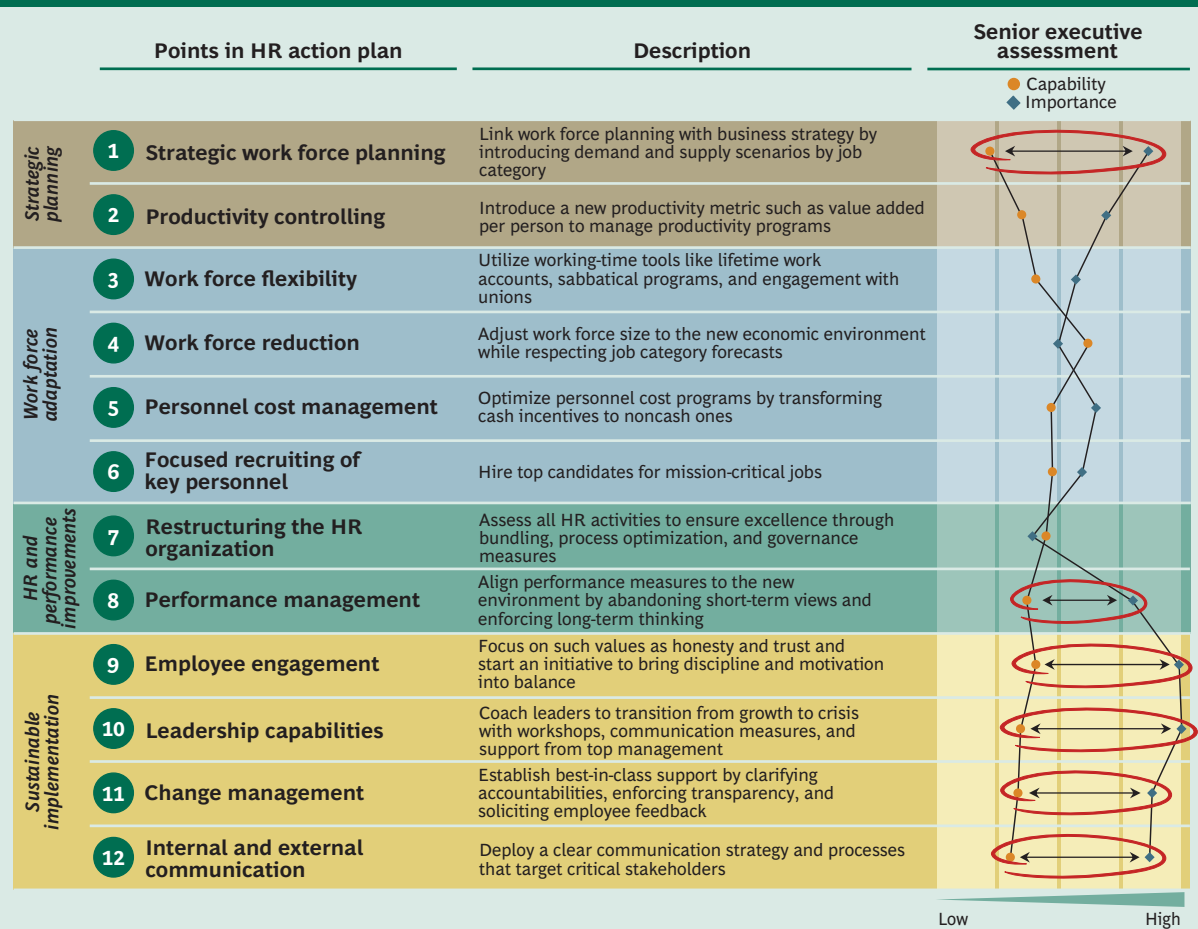 Points in HR action plan
Description
Senior executive
assessment
Capability
Importance
Strategic
planning
1
Strategic work force planning
Link work force planning with business strategy by
introducing demand and supply scenarios by job
category
2
Productivity controlling
Introduce a new productivity metric such as value added
per person to manage productivity programs
Work force
adaptation
3
Work force flexibility
Utilize working-time tools like lifetime work
accounts, sabbatical programs, and engagement with
unions
4
Work force reduction
Adjust work force size to the new economic environment
while respecting job category forecasts
5
Personnel cost management
Optimize personnel cost programs by transforming
cash incentives to noncash ones
6
Focused recruiting of
key personnel
Hire top candidates for mission-critical jobs
HR and
performance
improvements
7
Restructuring the HR
organization
Assess all HR activities to ensure excellence through
bundling, process optimization, and governance
measures
8
Performance management
Align performance measures to the new
environment by abandoning short-term views and
enforcing long-term thinking
Sustainable
implementation
9
Employee engagement
Focus on such values as honesty and trust and
start an initiative to bring discipline and motivation
into balance
10
Leadership capabilities
Coach leaders to transition from growth to crisis
with workshops, communication measures, and
support from top management
11
Change management
Establish best-in-class support by clarifying
accountabilities, enforcing transparency, and
soliciting employee feedback
12
Internal and external
communication
Deploy a clear communication strategy and processes
that target critical stakeholders
Low
High